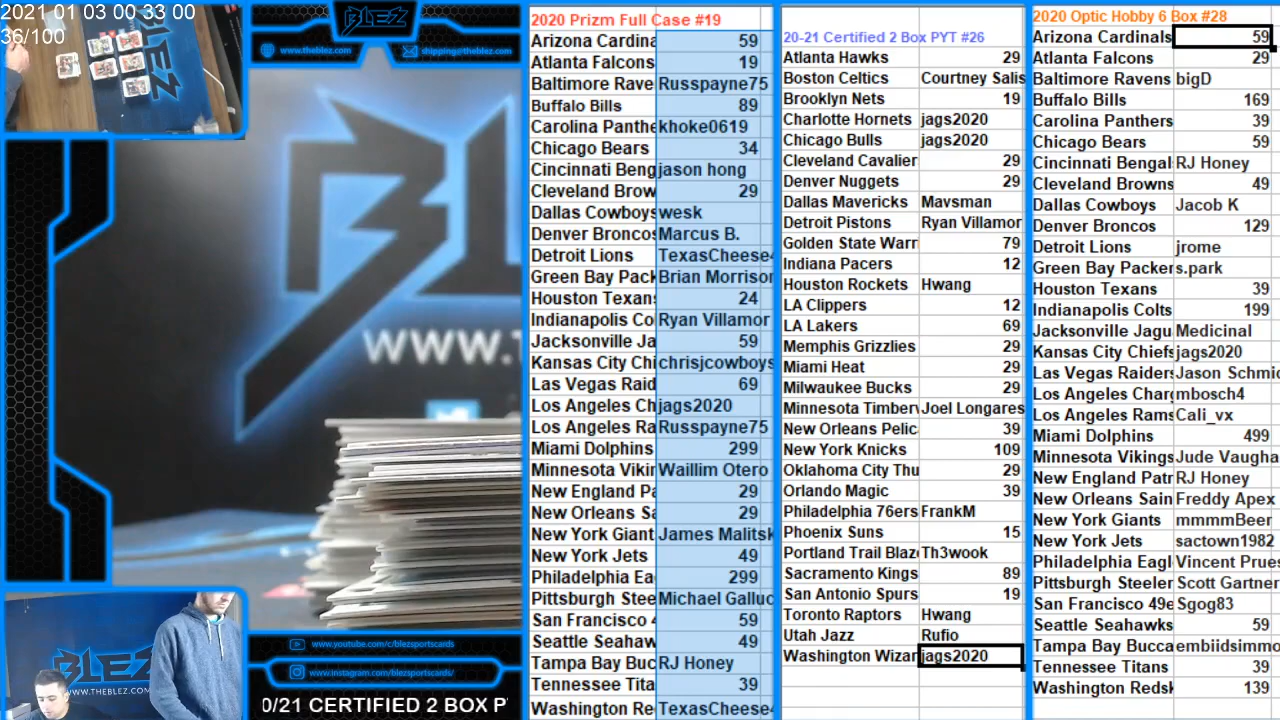 2021 01 03 00 33 00
36/100
BLEZ
www.theblez.com
shipping@theblez.com
WWW.
BLEZ
WWW.THEBLEZ.COM
www.youtube.com/c/blezsportscards
www.instagram.com/blezsportscards/
0/21 CERTIFIED 2 BOX P
2020 Prizm Full Case #19
Arizona Cardina 59
Atlanta Falcons 19
Baltimore Rave Russpayne75
Buffalo Bills 89
Carolina Panthe khoke0619
Chicago Bears 34
Cincinnati Beng jason hong
Cleveland Brow 29
Dallas Cowboys wesk
Denver Broncos Marcus B.
Detroit Lions TexasCheese4
Green Bay Pack Brian Morrison
Houston Texans 24
Indianapolis Co Ryan Villamor
Jacksonville Ja 59
Kansas City Chi chrisjcowboys
Las Vegas Raid 69
Los Angeles Ch jags2020
Los Angeles Ra Russpayne75
Miami Dolphins 299
Minnesota Vikin Waillim Otero
New England Pa 29
New Orleans Sa 29
New York Giant James Malitsk
New York Jets 49
Philadelphia Ea 299
Pittsburgh Stee Michael Galluc
San Francisco 4 59
Seattle Seahaw 49
Tampa Bay Buc RJ Honey
Tennessee Tita 39
Washington Re TexasCheese4
20-21 Certified 2 Box PYT #26
Atlanta Hawks 29
Boston Celtics Courtney Salis
Brooklyn Nets 19
Charlotte Hornets jags2020
Chicago Bulls jags2020
Cleveland Cavalier 29
Denver Nuggets 29
Dallas Mavericks Mavsman
Detroit Pistons Ryan Villamor
Golden State Warr 79
Indiana Pacers 12
Houston Rockets Hwang
LA Clippers 12
LA Lakers 69
Memphis Grizzlies 29
Miami Heat 29
Milwaukee Bucks 29
Minnesota Timber Joel Longares
New Orleans Pelic 39
New York Knicks 109
Oklahoma City Thu 29
Orlando Magic 39
Philadelphia 76ers FrankM
Phoenix Suns 15
Portland Trail Blaz Th3wook
Sacramento Kings 89
San Antonio Spurs 19
Toronto Raptors Hwang
Utah Jazz Rufio
Washington Wizar jags2020
2020 Optic Hobby 6 Box #28
Arizona Cardinals 59
Atlanta Falcons 29
Baltimore Ravens bigD
Buffalo Bills 169
Carolina Panthers 39
Chicago Bears 59
Cincinnati Bengal RJ Honey
Cleveland Browns 49
Dallas Cowboys Jacob K
Denver Broncos 129
Detroit Lions jrome
Green Bay Packer s.park
Houston Texans 39
Indianapolis Colts 199
Jacksonville Jagu Medicinal
Kansas City Chiefs jags2020
Las Vegas Raiders Jason Schmid
Los Angeles Char mbosch4
Los Angeles Rams Cali_vx
Miami Dolphins 499
Minnesota Vikings Jude Vaugha
New England Patr RJ Honey
New Orleans Sain Freddy Apex
New York Giants mmmmBeer
New York Jets sactown1982
Philadelphia Eagl Vincent Prues
Pittsburgh Steeler Scott Gartner
San Francisco 49e Sgog83
Seattle Seahawks 59
Tampa Bay Bucca embiidsimmo
Tennessee Titans 39
Washington Redsk 139